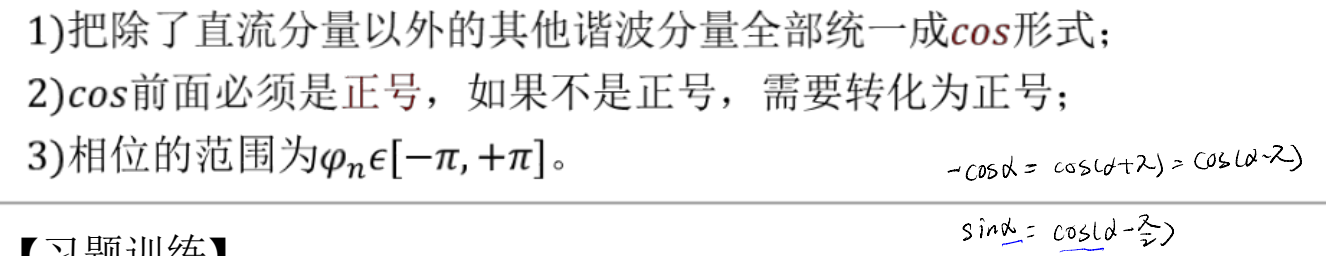 1)把除了直流分量以外的其他谐波分量全部统一成cos形式；
2)cos前面必须是正号，如果不是正号，需要转化为正号；
3)相位的范围为φₙϵ[−π,+π]。
-cosα = cos(α+π) = cos(α-π)
sinα = cos(α-π/2)
【习题训练】